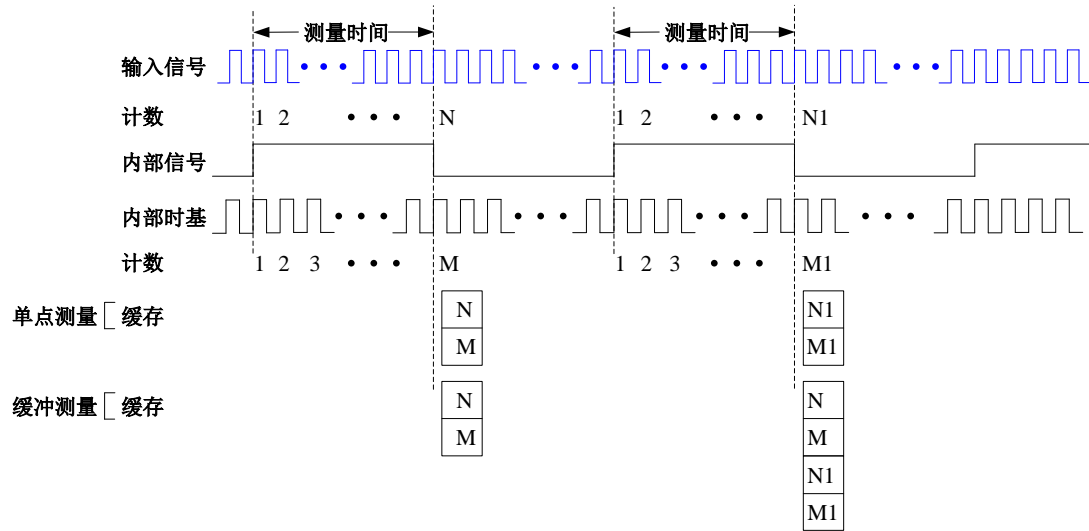 测量时间 测量时间
输入信号
计数 1 2 • • • N 1 2 • • • N1
内部信号
内部时基
计数 1 2 3 • • • M 1 2 3 • • • M1
单点测量 缓存 N N1
M M1
缓冲测量 缓存 N N
M M
N1
M1